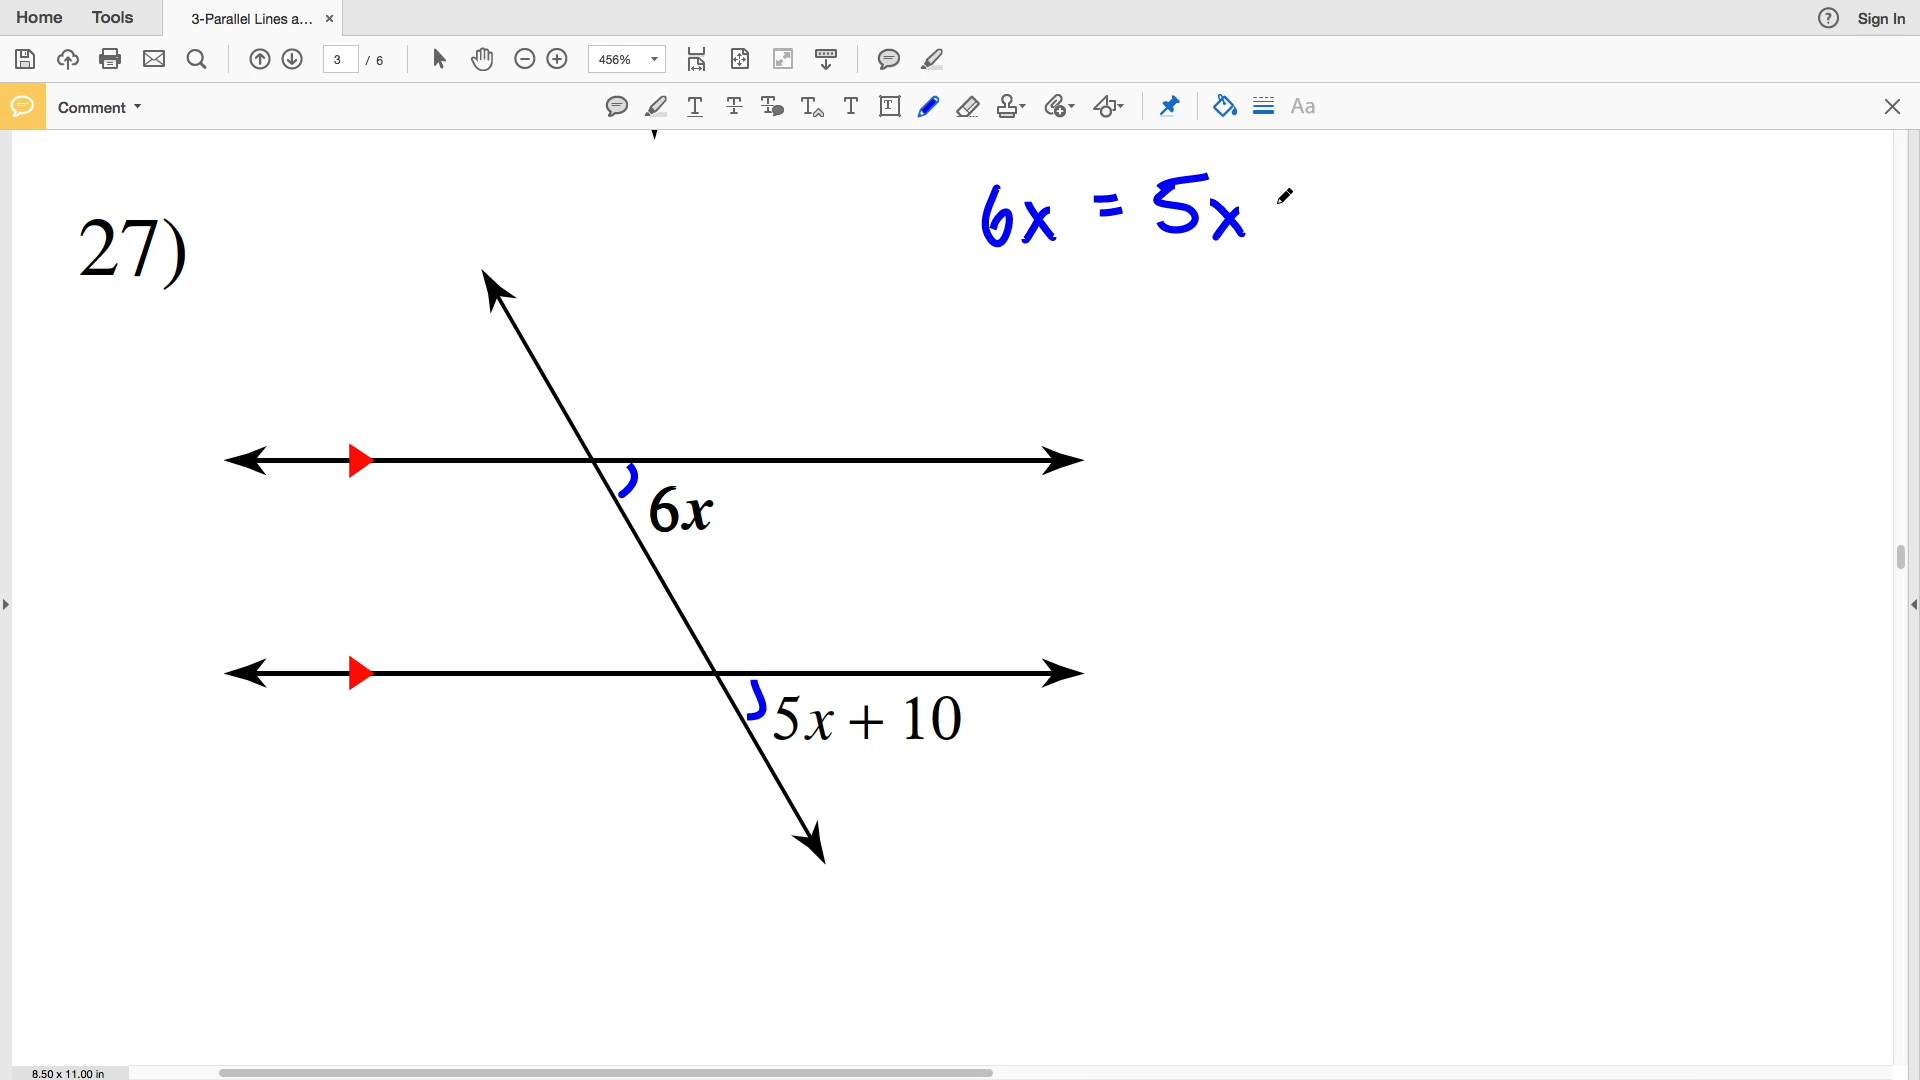 Home Tools 3-Parallel Lines a... × ? Sign In
3 / 6 456%
Comment T T T T T T Aa
6x = 5x
27)
6x
5x + 10
8.50 x 11.00 in